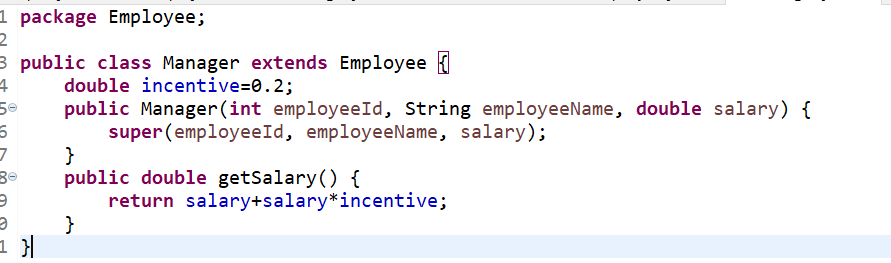 1 package Employee;
2
3 public class Manager extends Employee {
4     double incentive=0.2;
5     public Manager(int employeeId, String employeeName, double salary) {
6         super(employeeId, employeeName, salary);
7     }
8     public double getSalary() {
9         return salary+salary*incentive;
0     }
1 }